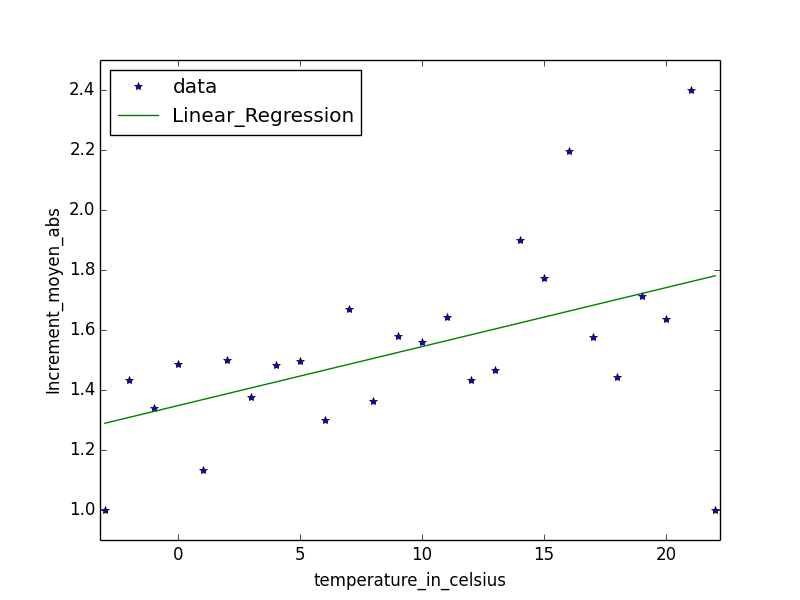 data
Linear_Regression
2.4
2.2
2.0
1.8
1.6
1.4
1.2
1.0
Increment_moyen_abs
0 5 10 15 20
temperature_in_celsius